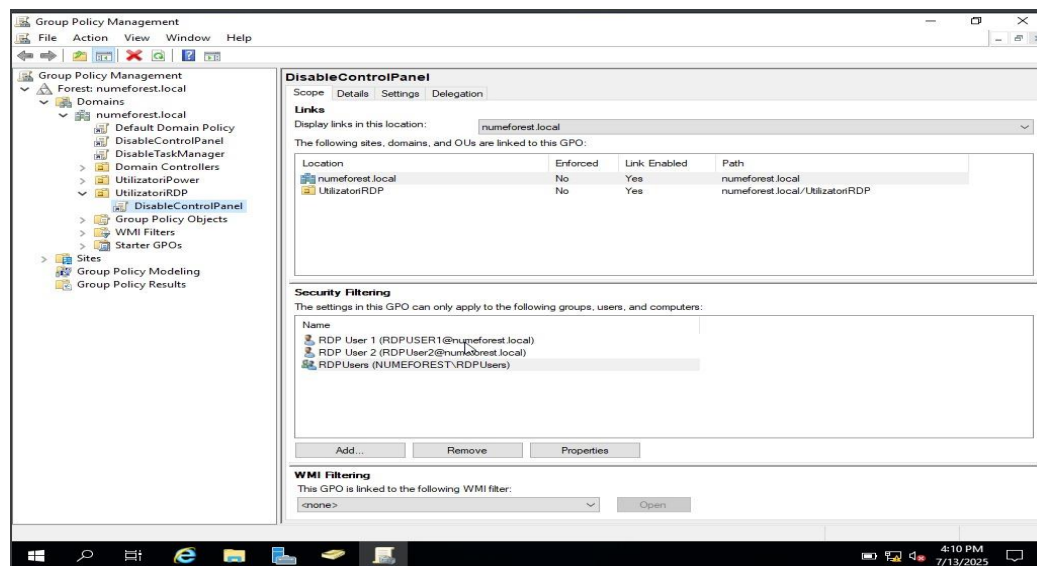 Group Policy Management
File Action View Window Help
Group Policy Management
Forest: numeforest.local
Domains
numeforest.local
Default Domain Policy
DisableControlPanel
DisableTaskManager
Domain Controllers
UtilizatoriPower
UtilizatoriRDP
DisableControlPanel
Group Policy Objects
WMI Filters
Starter GPOs
Sites
Group Policy Modeling
Group Policy Results
DisableControlPanel
Scope Details Settings Delegation
Links
Display links in this location: numeforest.local
The following sites, domains, and OUs are linked to this GPO:
Location Enforced Link Enabled Path
numeforest.local No Yes numeforest.local
UtilizatoriRDP No Yes numeforest.local/UtilizatoriRDP
Security Filtering
The settings in this GPO can only apply to the following groups, users, and computers:
Name
RDP User 1 (RDPUSER1@numeforest.local)
RDP User 2 (RDPUser2@numeforest.local)
RDPUsers (NUMEFOREST\RDPUsers)
Add... Remove Properties
WMI Filtering
This GPO is linked to the following WMI filter:
<none> Open
4:10 PM
7/13/2025